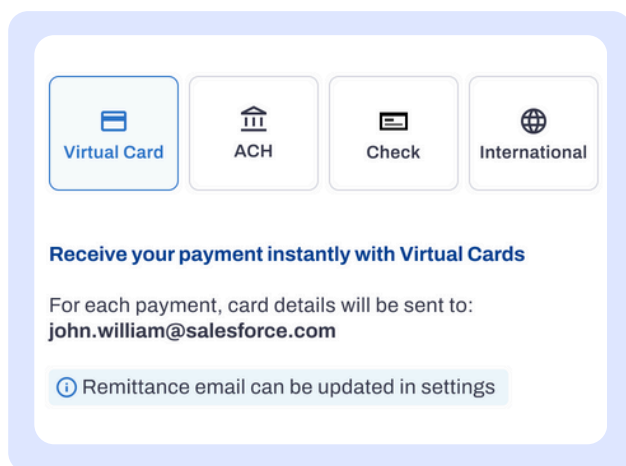 Virtual Card
ACH
Check
International
Receive your payment instantly with Virtual Cards
For each payment, card details will be sent to:
john.william@salesforce.com
Remittance email can be updated in settings